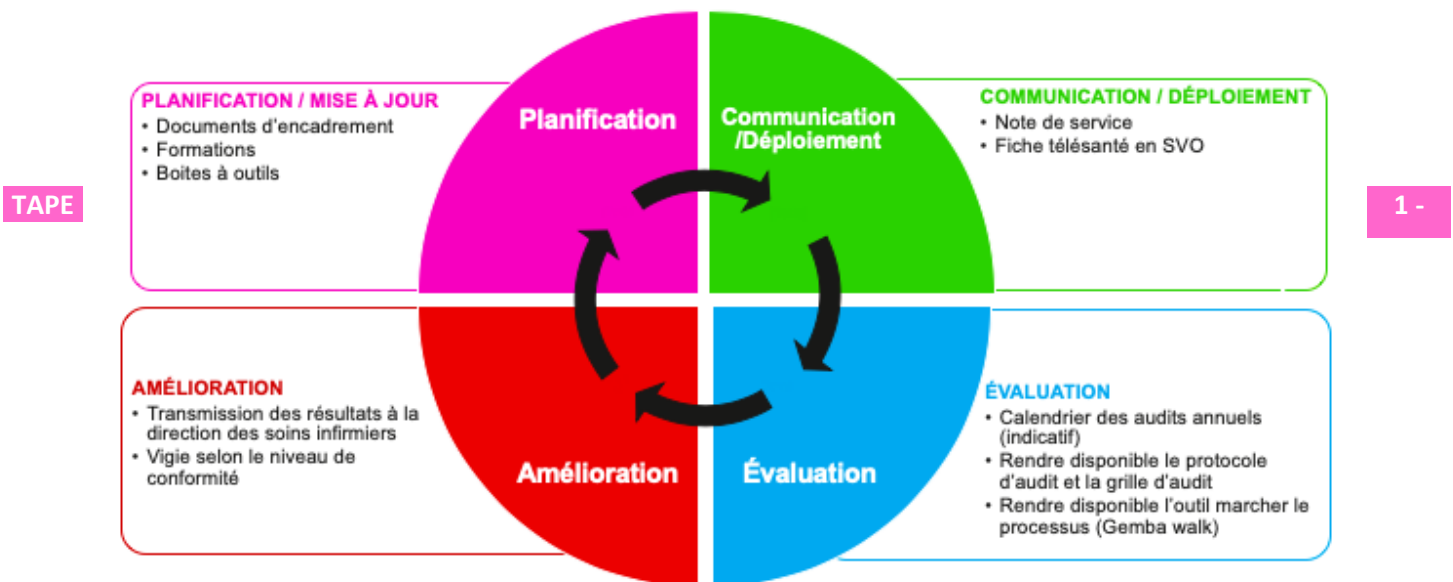 PLANIFICATION / MISE À JOUR
• Documents d'encadrement
• Formations
• Boites à outils
Planification
Communication
/Déploiement
COMMUNICATION / DÉPLOIEMENT
• Note de service
• Fiche télésanté en SVO
TAPE
1 -
AMÉLIORATION
• Transmission des résultats à la
direction des soins infirmiers
• Vigie selon le niveau de
conformité
Amélioration
Évaluation
ÉVALUATION
• Calendrier des audits annuels
(indicatif)
• Rendre disponible le protocole
d'audit et la grille d'audit
• Rendre disponible l'outil marcher le
processus (Gemba walk)